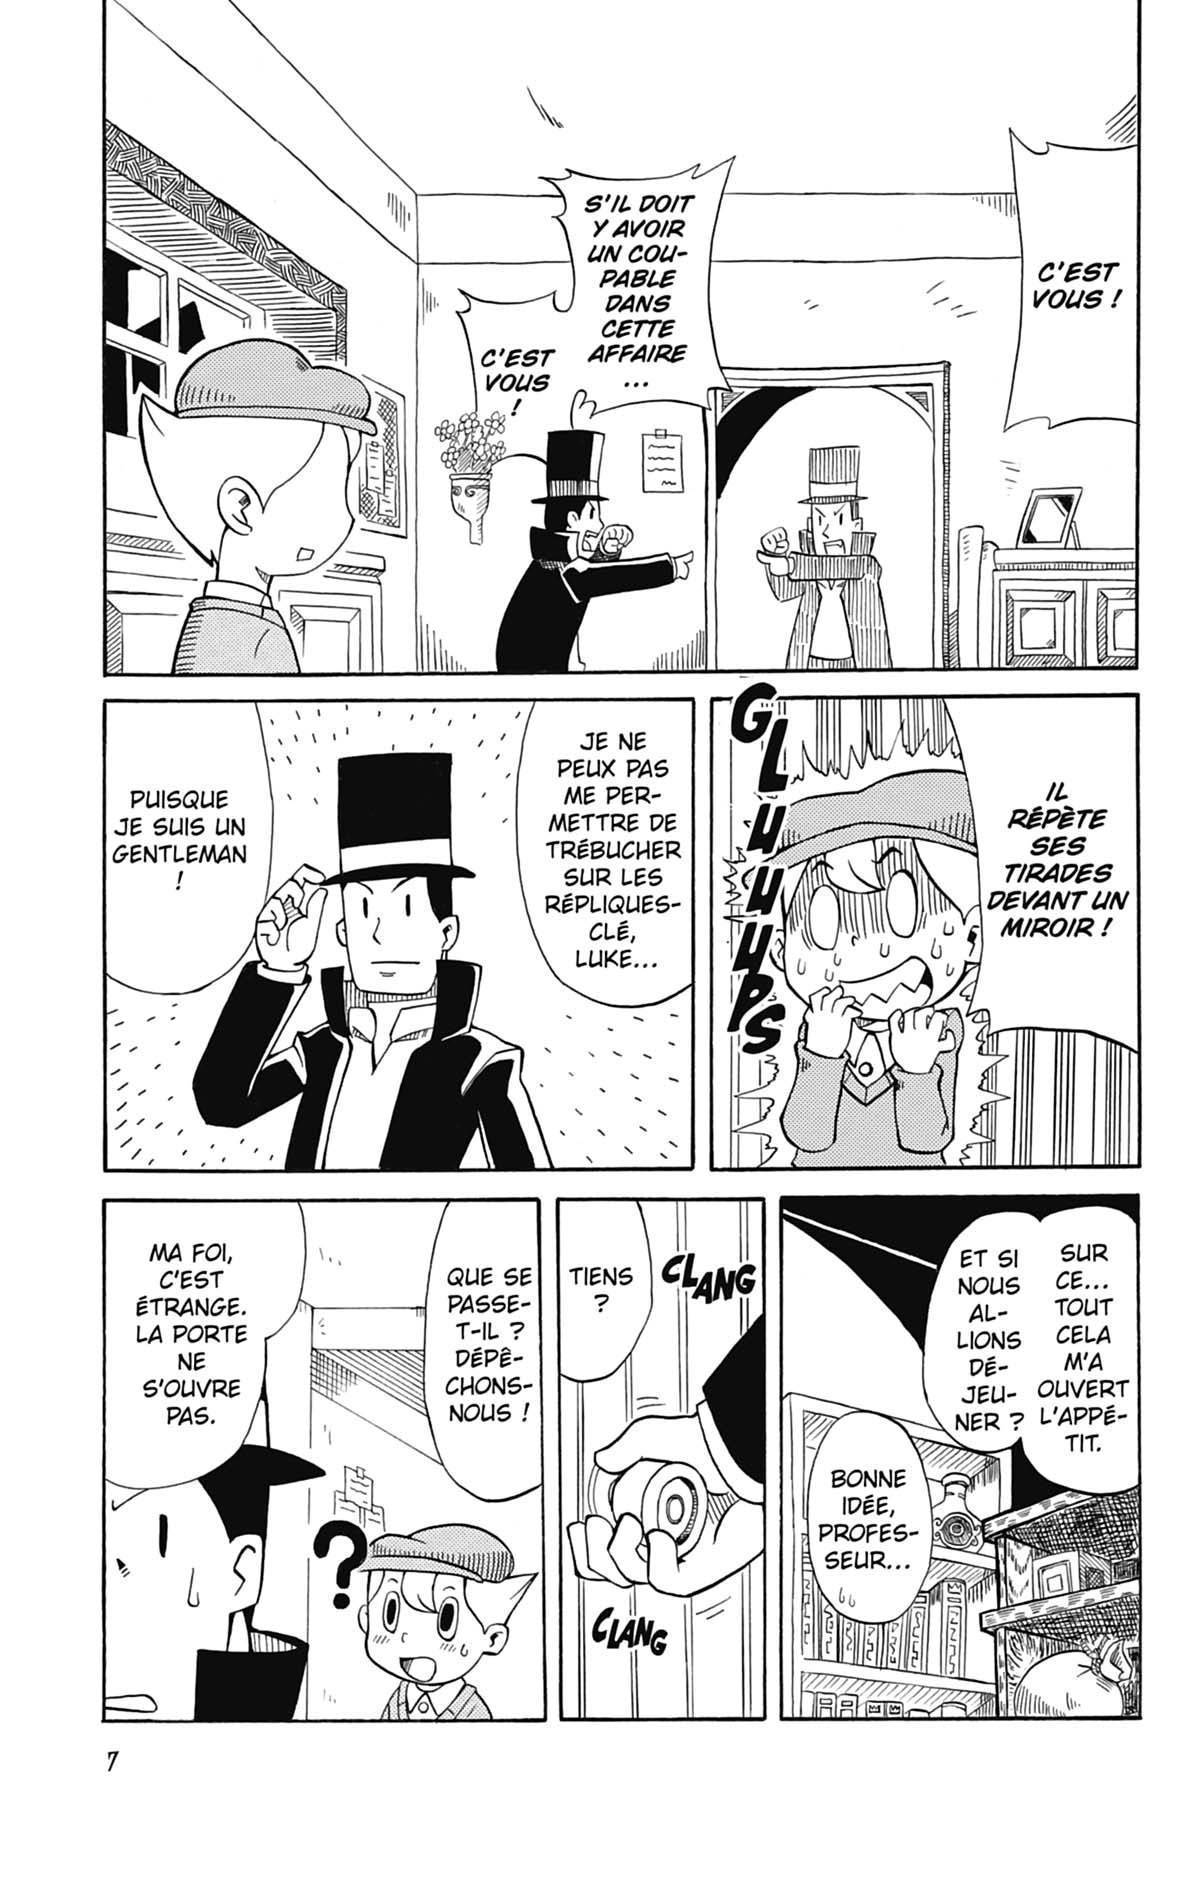 C'EST
VOUS !
S'IL DOIT
Y AVOIR
UN COU-
PABLE
DANS
CETTE
AFFAIRE
...
C'EST
VOUS
!
IL
RÉPÈTE
SES
TIRADES
DEVANT UN
MIROIR !
GLUUUPS
JE NE
PEUX PAS
ME PER-
METTRE DE
TRÉBUCHER
SUR LES
RÉPLIQUES-
CLÉ,
LUKE...
PUISQUE
JE SUIS UN
GENTLEMAN
!
SUR
CE...
TOUT
CELA
M'A
OUVERT
L'APPÉ-
TIT.
ET SI
NOUS
AL-
LIONS
DÉ-
JEU-
NER ?
BONNE
IDÉE,
PROFES-
SEUR...
CLANG
TIENS
?
CLANG
QUE SE
PASSE-
T-IL ?
DÉPÊ-
CHONS-
NOUS !
MA FOI,
C'EST
ÉTRANGE.
LA PORTE
NE
S'OUVRE
PAS.
?
7